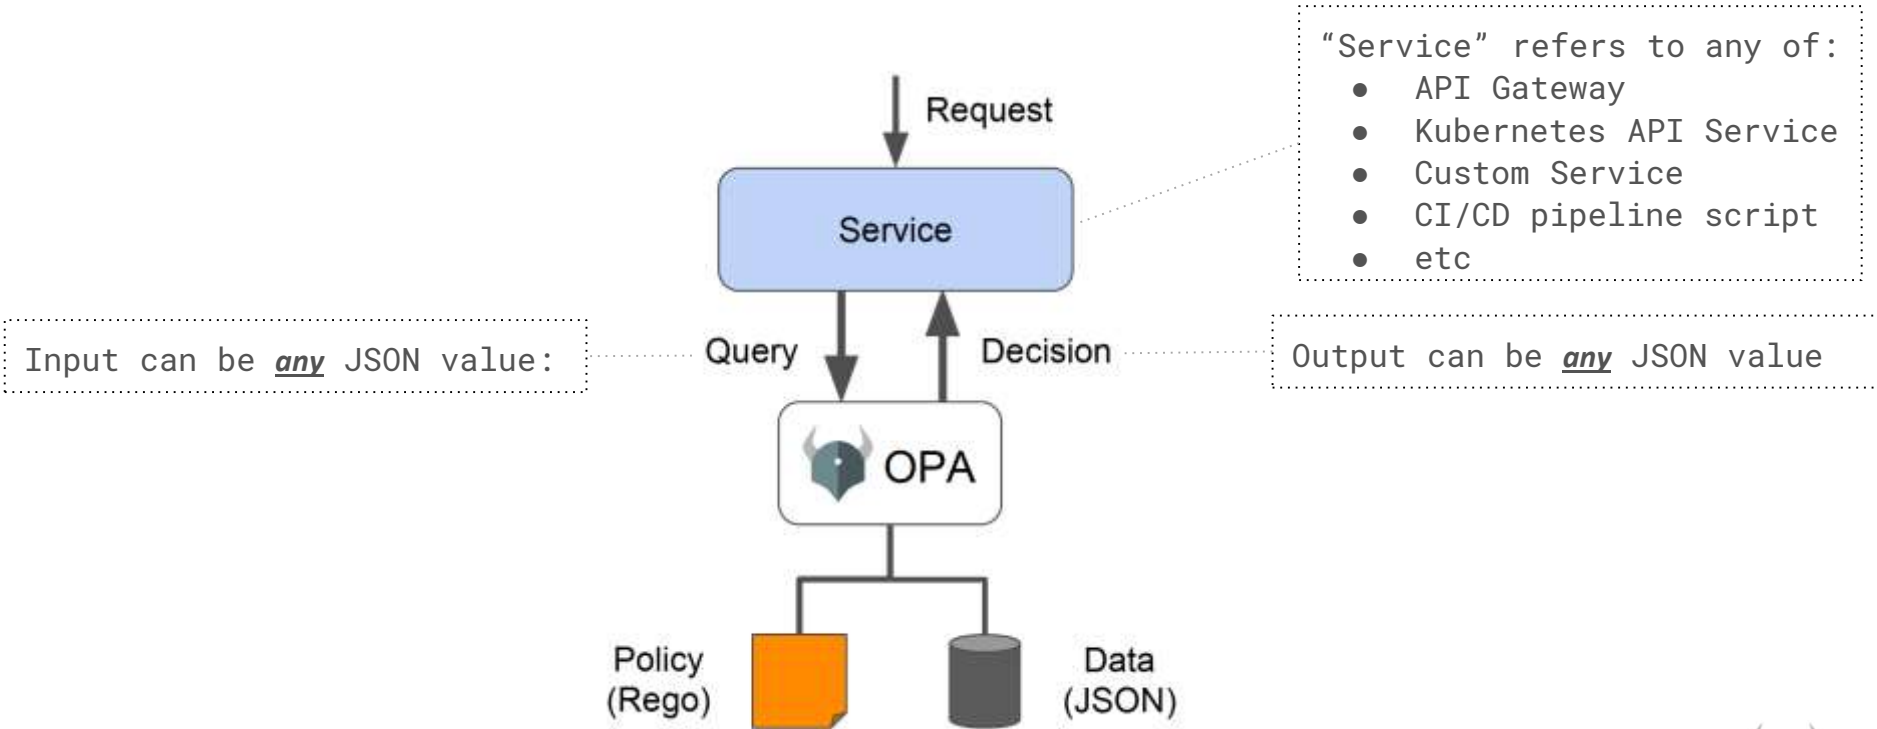 “Service” refers to any of:
● API Gateway
● Kubernetes API Service
● Custom Service
● CI/CD pipeline script
● etc
Request
Service
Input can be any JSON value:
Query
Decision
Output can be any JSON value
OPA
Policy
(Rego)
Data
(JSON)